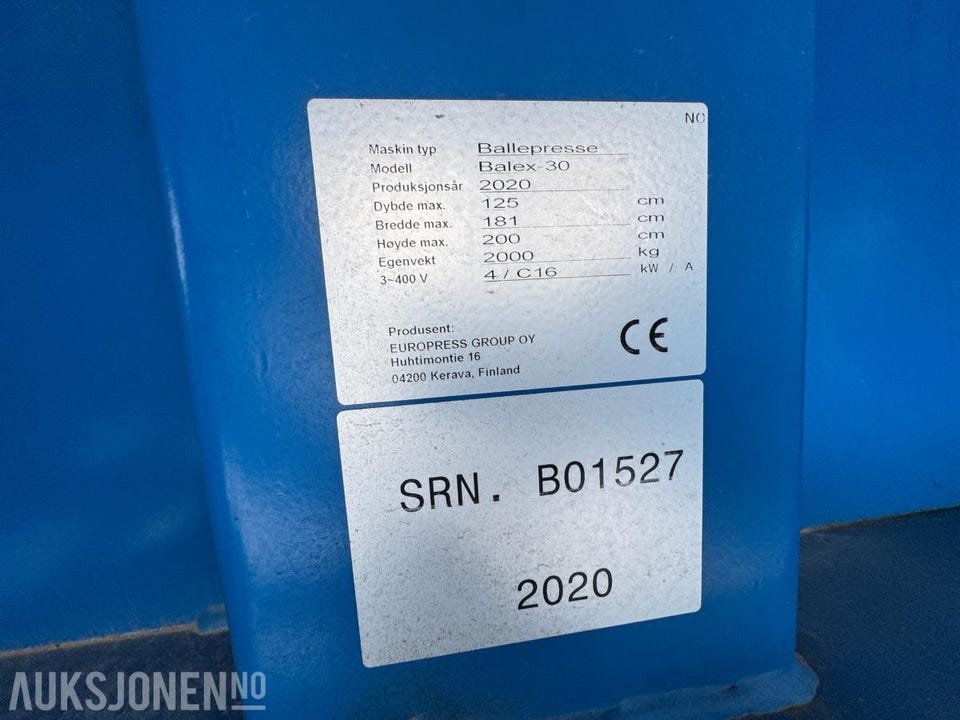 NO
Maskin typ Ballepresse
Modell Balex-30
Produksjonsår 2020
Dybde max. 125 cm
Bredde max. 181 cm
Høyde max. 200 cm
Egenvekt 2000 kg
3~400 V 4 / C16 kW / A
Produsent:
EUROPRESS GROUP OY
Huhtimontie 16
04200 Kerava, Finland
CE
SRN. B01527
2020
AUKSJONEN.NO